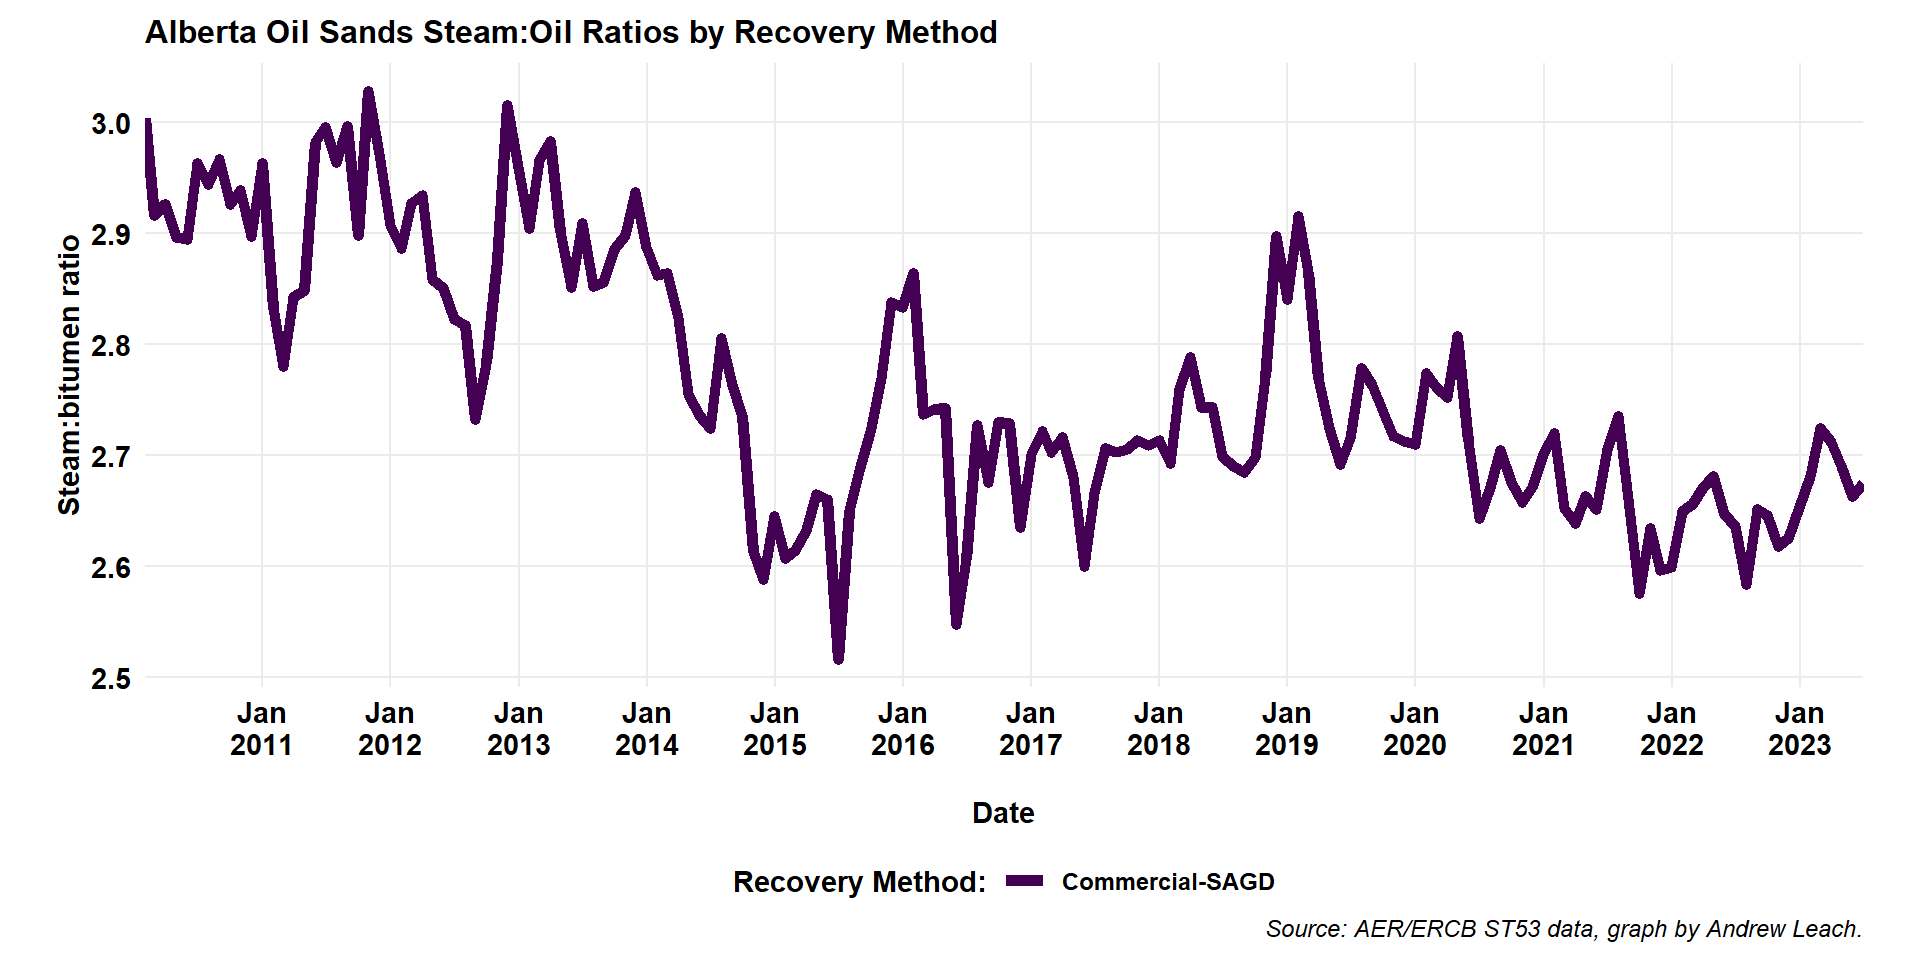 Alberta Oil Sands Steam:Oil Ratios by Recovery Method
Steam:bitumen ratio
3.0
2.9
2.8
2.7
2.6
2.5
Jan Jan Jan Jan Jan Jan Jan Jan Jan Jan Jan Jan Jan
2011 2012 2013 2014 2015 2016 2017 2018 2019 2020 2021 2022 2023
Date
Recovery Method: Commercial-SAGD
Source: AER/ERCB ST53 data, graph by Andrew Leach.